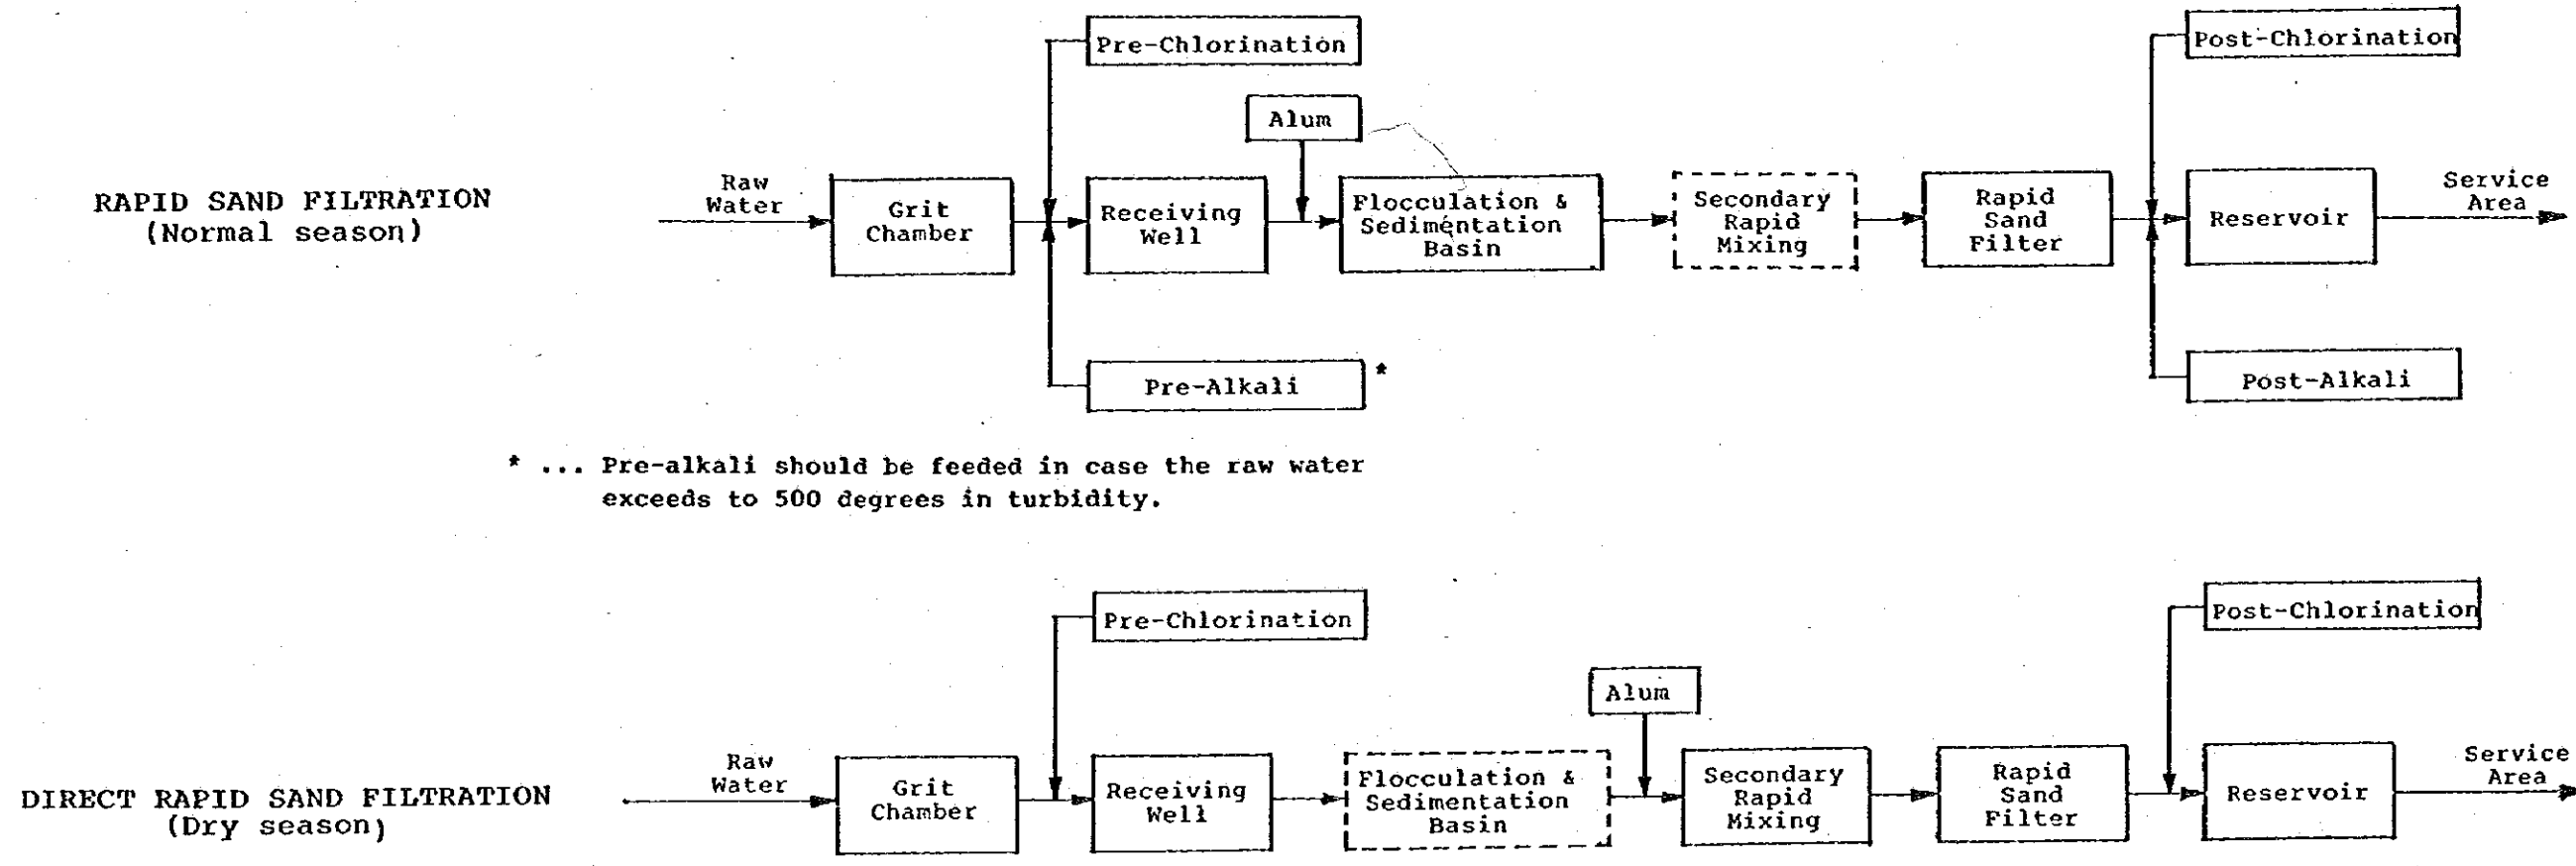 Pre-Chlorination
Post-Chlorination
Alum
RAPID SAND FILTRATION
(Normal season)
Raw
Water
Grit
Chamber
Receiving
Well
Flocculation &
Sedimentation
Basin
Secondary
Rapid
Mixing
Rapid
Sand
Filter
Reservoir
Service
Area
Pre-Alkali *
Post-Alkali
* ... Pre-alkali should be feeded in case the raw water
exceeds to 500 degrees in turbidity.
Pre-Chlorination
Post-Chlorination
Alum
DIRECT RAPID SAND FILTRATION
(Dry season)
Raw
Water
Grit
Chamber
Receiving
Well
Flocculation &
Sedimentation
Basin
Secondary
Rapid
Mixing
Rapid
Sand
Filter
Reservoir
Service
Area